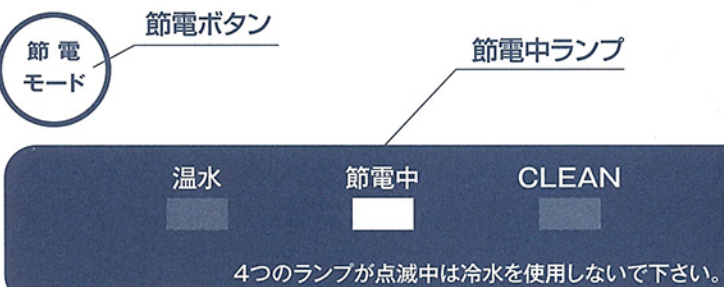 節電ボタン
節電
モード
節電中ランプ
温水
節電中
CLEAN
4つのランプが点滅中は冷水を使用しないで下さい。